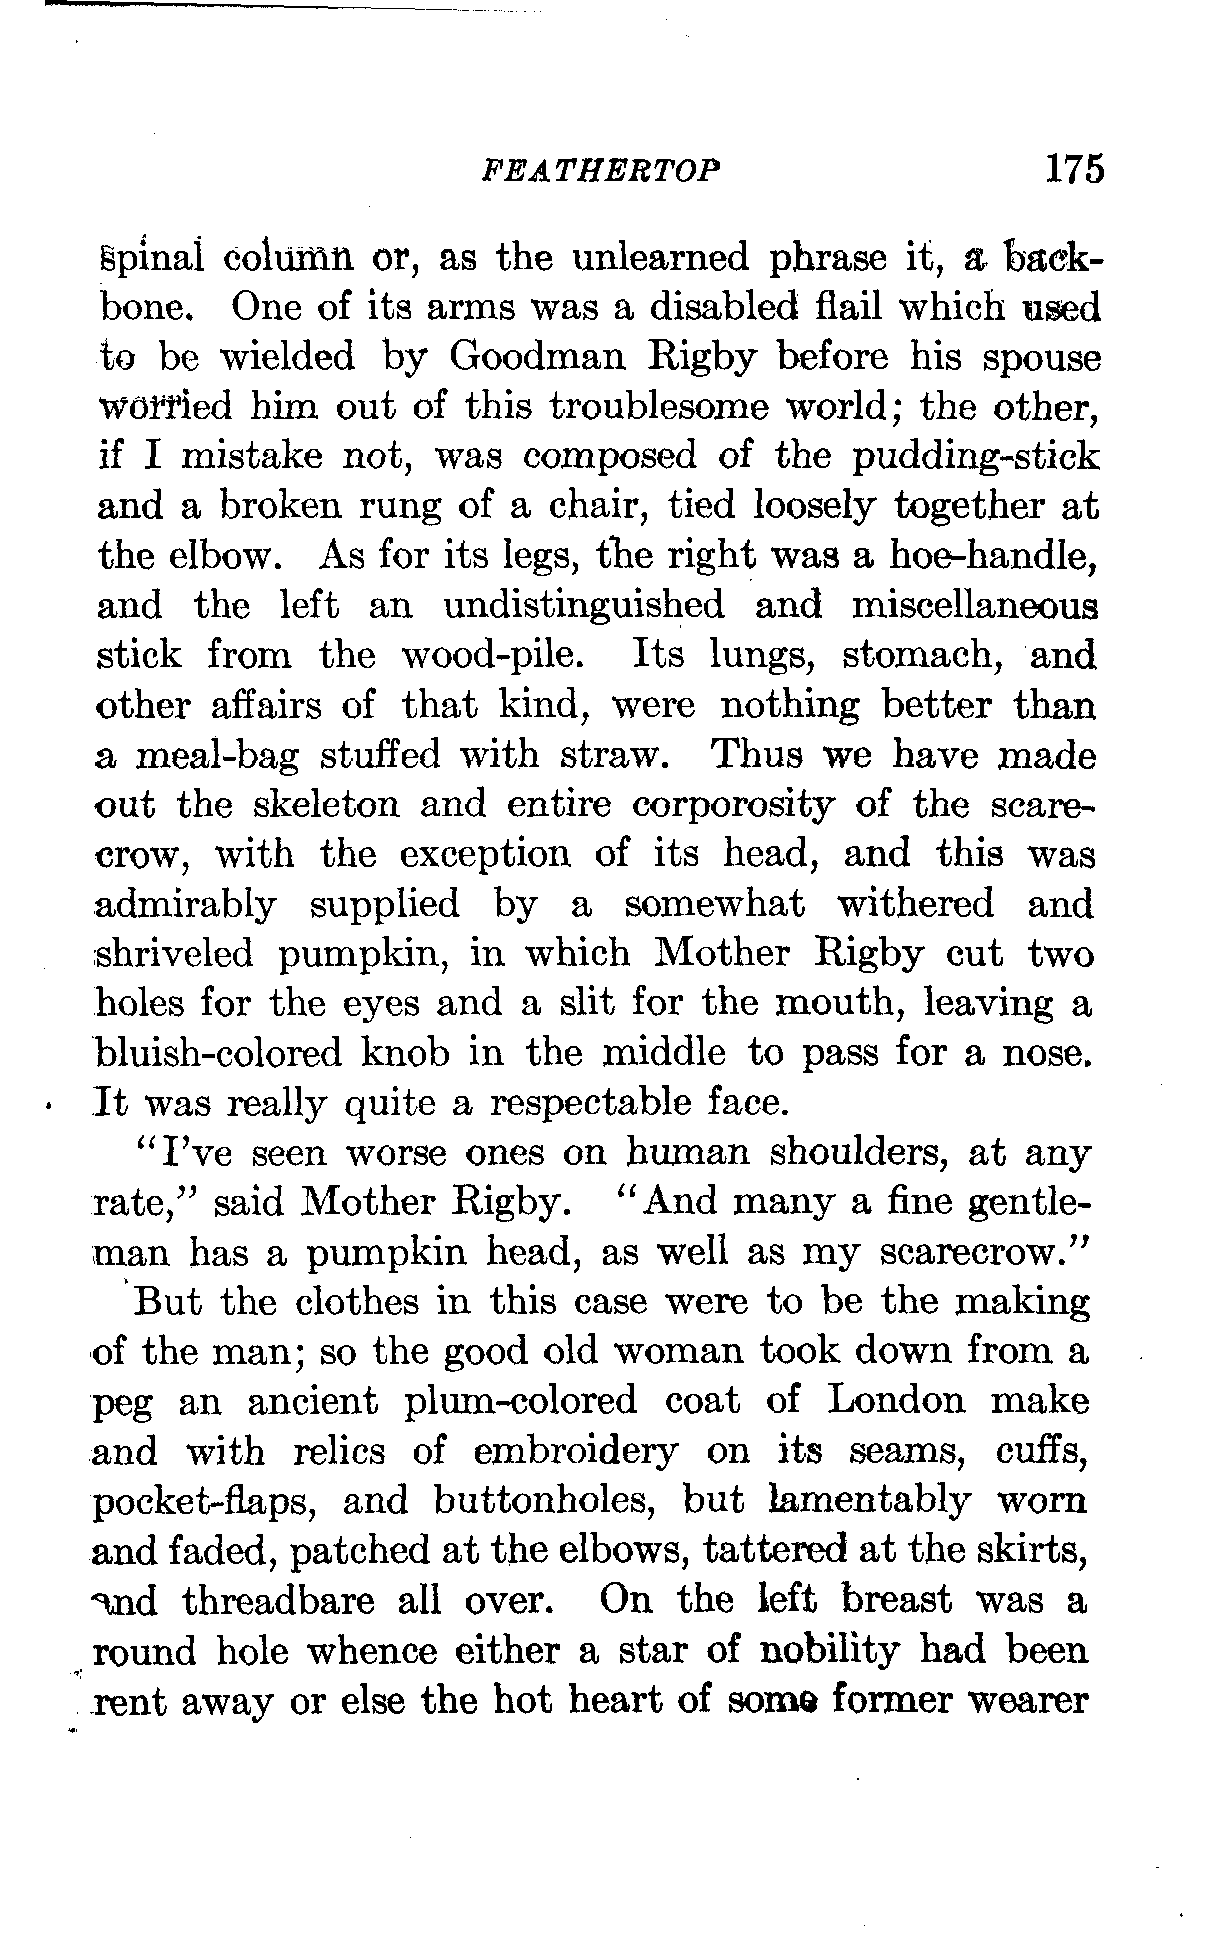 FEATHERTOP 175
spinal column or, as the unlearned phrase it, a back-
bone. One of its arms was a disabled flail which used
to be wielded by Goodman Rigby before his spouse
worried him out of this troublesome world; the other,
if I mistake not, was composed of the pudding-stick
and a broken rung of a chair, tied loosely together at
the elbow. As for its legs, the right was a hoe-handle,
and the left an undistinguished and miscellaneous
stick from the wood-pile. Its lungs, stomach, and
other affairs of that kind, were nothing better than
a meal-bag stuffed with straw. Thus we have made
out the skeleton and entire corporosity of the scare-
crow, with the exception of its head, and this was
admirably supplied by a somewhat withered and
shriveled pumpkin, in which Mother Rigby cut two
holes for the eyes and a slit for the mouth, leaving a
bluish-colored knob in the middle to pass for a nose.
It was really quite a respectable face.
"I've seen worse ones on human shoulders, at any
rate," said Mother Rigby. "And many a fine gentle-
man has a pumpkin head, as well as my scarecrow."
But the clothes in this case were to be the making
of the man; so the good old woman took down from a
peg an ancient plum-colored coat of London make
and with relics of embroidery on its seams, cuffs,
pocket-flaps, and buttonholes, but lamentably worn
and faded, patched at the elbows, tattered at the skirts,
and threadbare all over. On the left breast was a
round hole whence either a star of nobility had been
rent away or else the hot heart of some former wearer